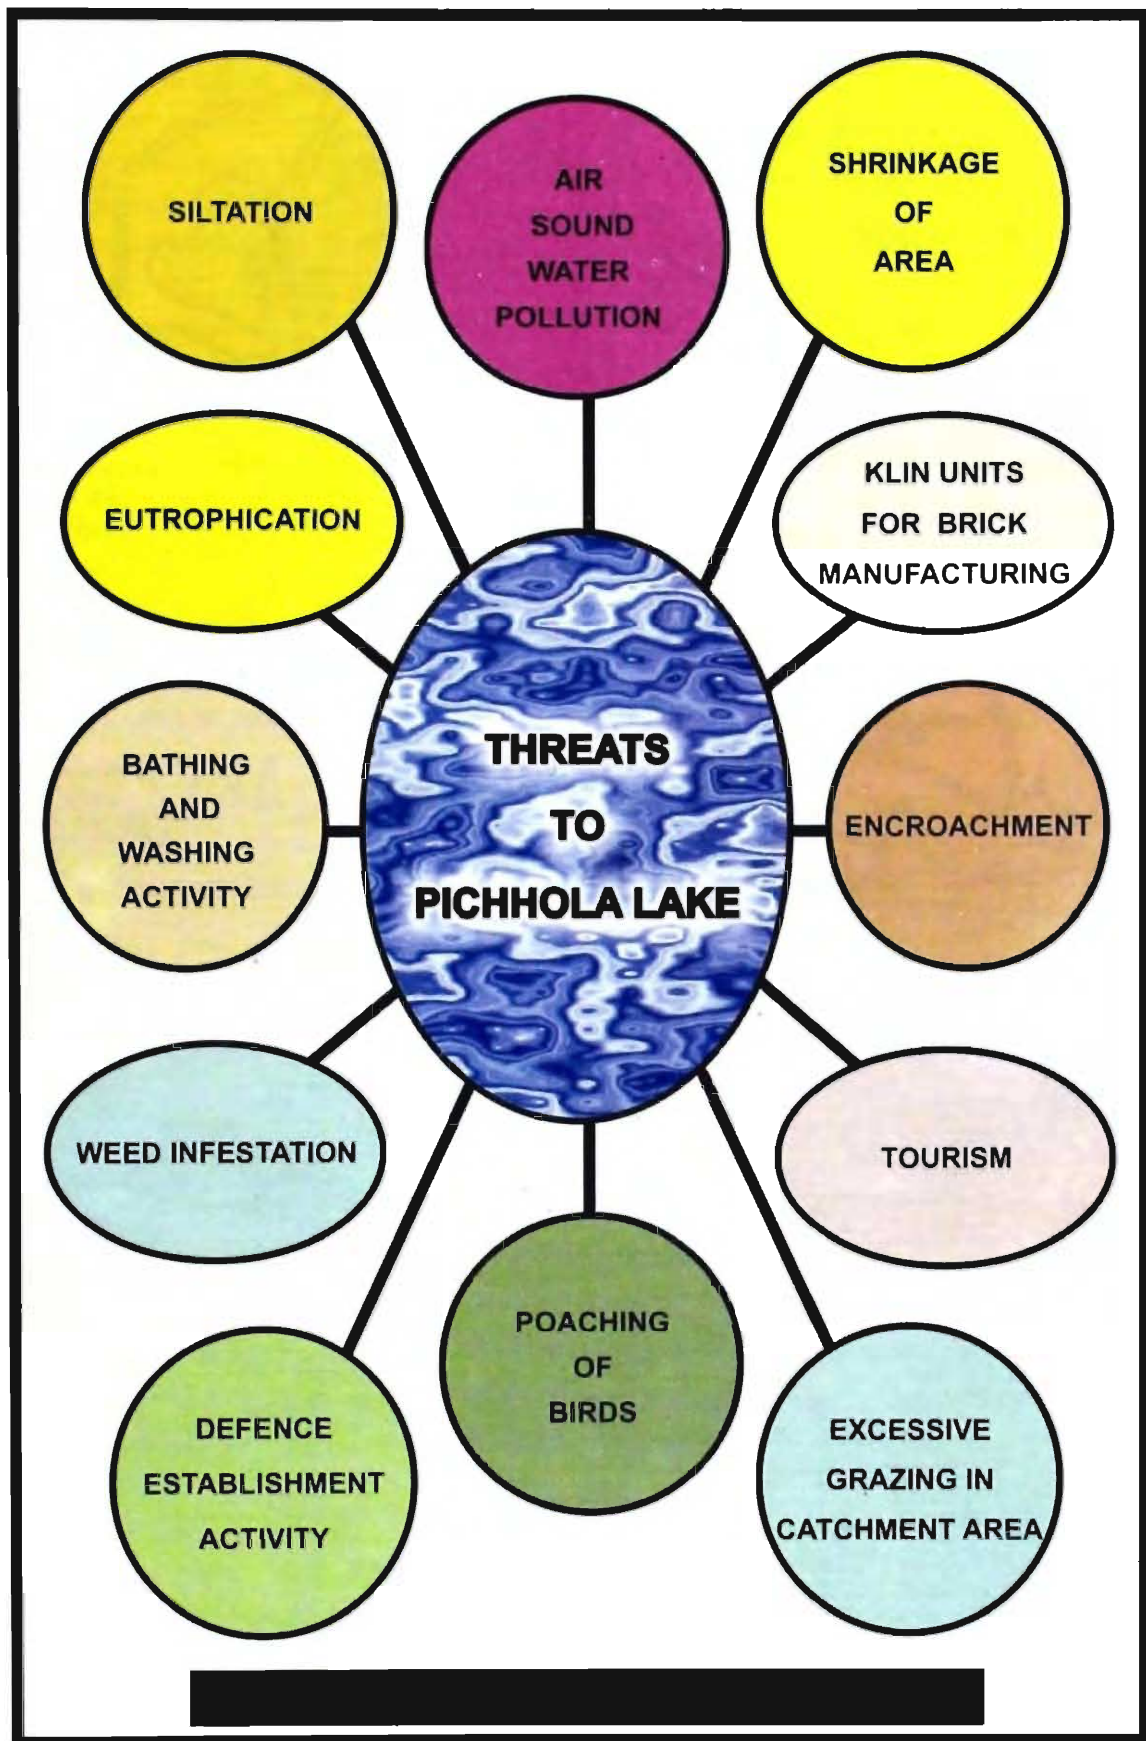 SILTATION
AIR
SOUND
WATER
POLLUTION
SHRINKAGE
OF
AREA
EUTROPHICATION
KLIN UNITS
FOR BRICK
MANUFACTURING
BATHING
AND
WASHING
ACTIVITY
THREATS
TO
PICHHOLA LAKE
ENCROACHMENT
WEED INFESTATION
TOURISM
DEFENCE
ESTABLISHMENT
ACTIVITY
POACHING
OF
BIRDS
EXCESSIVE
GRAZING IN
CATCHMENT AREA